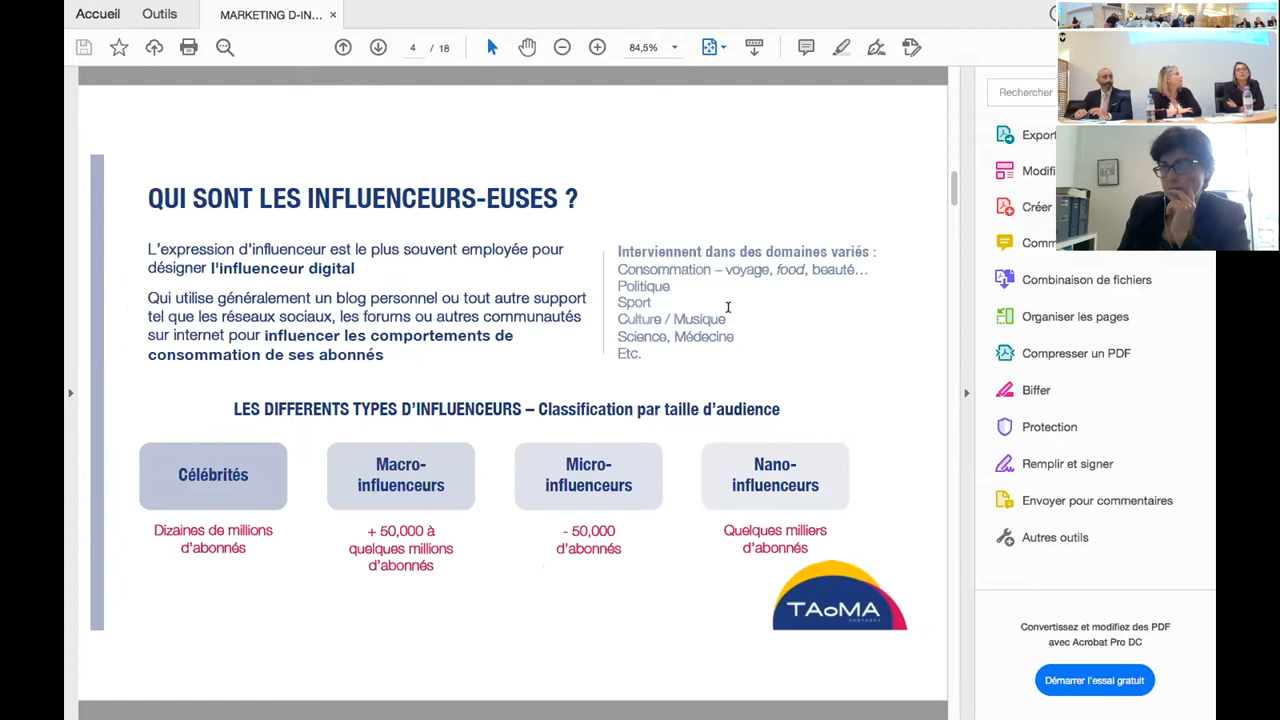 Accueil
Outils
MARKETING D-IN... ×
4 / 18
84,5%
QUI SONT LES INFLUENCEURS-EUSES ?
L'expression d'influenceur est le plus souvent employée pour
désigner l'influenceur digital
Qui utilise généralement un blog personnel ou tout autre support
tel que les réseaux sociaux, les forums ou autres communautés
sur internet pour influencer les comportements de
consommation de ses abonnés
Interviennent dans des domaines variés :
Consommation – voyage, food, beauté...
Politique
Sport
Culture / Musique
Science, Médecine
Etc.
LES DIFFERENTS TYPES D'INFLUENCEURS – Classification par taille d'audience
Célébrités
Dizaines de millions
d'abonnés
Macro-
influenceurs
+ 50,000 à
quelques millions
d'abonnés
Micro-
influenceurs
- 50,000
d'abonnés
Nano-
influenceurs
Quelques milliers
d'abonnés
TAoMA
PARTNERS
Rechercher
Export
Modifi
Créer
Comm
Combinaison de fichiers
Organiser les pages
Compresser un PDF
Biffer
Protection
Remplir et signer
Envoyer pour commentaires
Autres outils
Convertissez et modifiez des PDF
avec Acrobat Pro DC
Démarrer l'essai gratuit